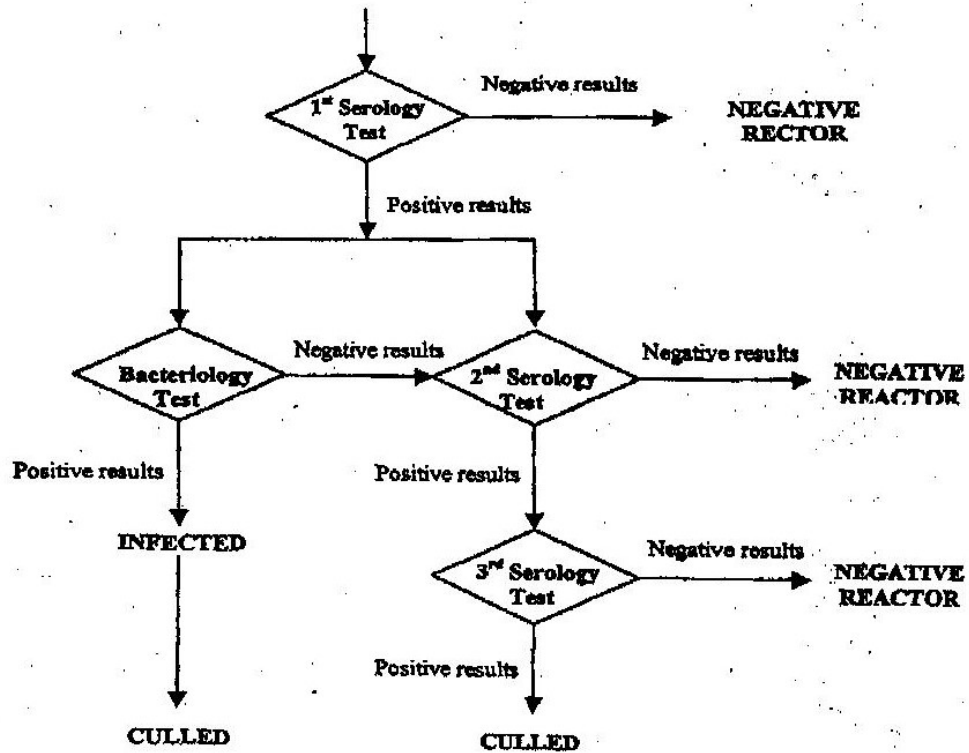 1st Serology
Test
Negative results
NEGATIVE
RECTOR
Positive results
Bacteriology
Test
Negative results
2nd Serology
Test
Negative results
NEGATIVE
REACTOR
Positive results
INFECTED
CULLED
Positive results
3rd Serology
Test
Negative results
NEGATIVE
REACTOR
Positive results
CULLED